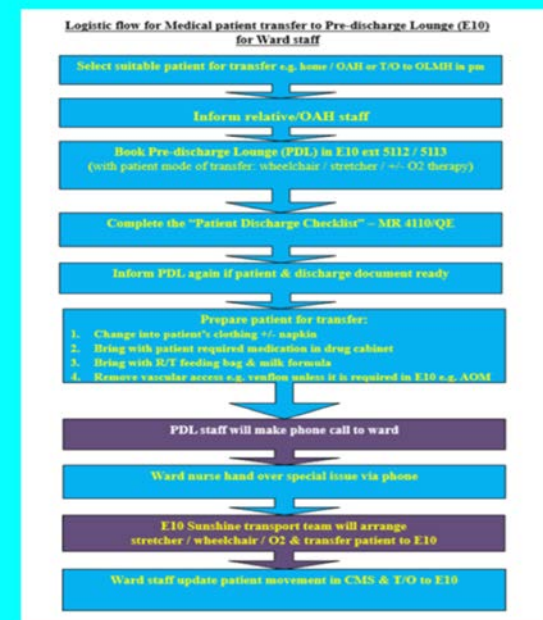 Logistic flow for Medical patient transfer to Pre-discharge Lounge (E10)
for Ward staff
Select suitable patient for transfer e.g. home / OAH or T/O to OLMH in pm
Inform relative/OAH staff
Book Pre-discharge Lounge (PDL) in E10 ext 5112 / 5113
(with patient mode of transfer: wheelchair / stretcher / +/- O2 therapy)
Complete the "Patient Discharge Checklist" – MR 4110/QE
Inform PDL again if patient & discharge document ready
Prepare patient for transfer:
1. Change into patient's clothing +/- napkin
2. Bring with patient required medication in drug cabinet
3. Bring with R/T feeding bag & milk formula
4. Remove vascular access e.g. venflon unless it is required in E10 e.g. AOM
PDL staff will make phone call to ward
Ward nurse hand over special issue via phone
E10 Sunshine transport team will arrange
stretcher / wheelchair / O2 & transfer patient to E10
Ward staff update patient movement in CMS & T/O to E10